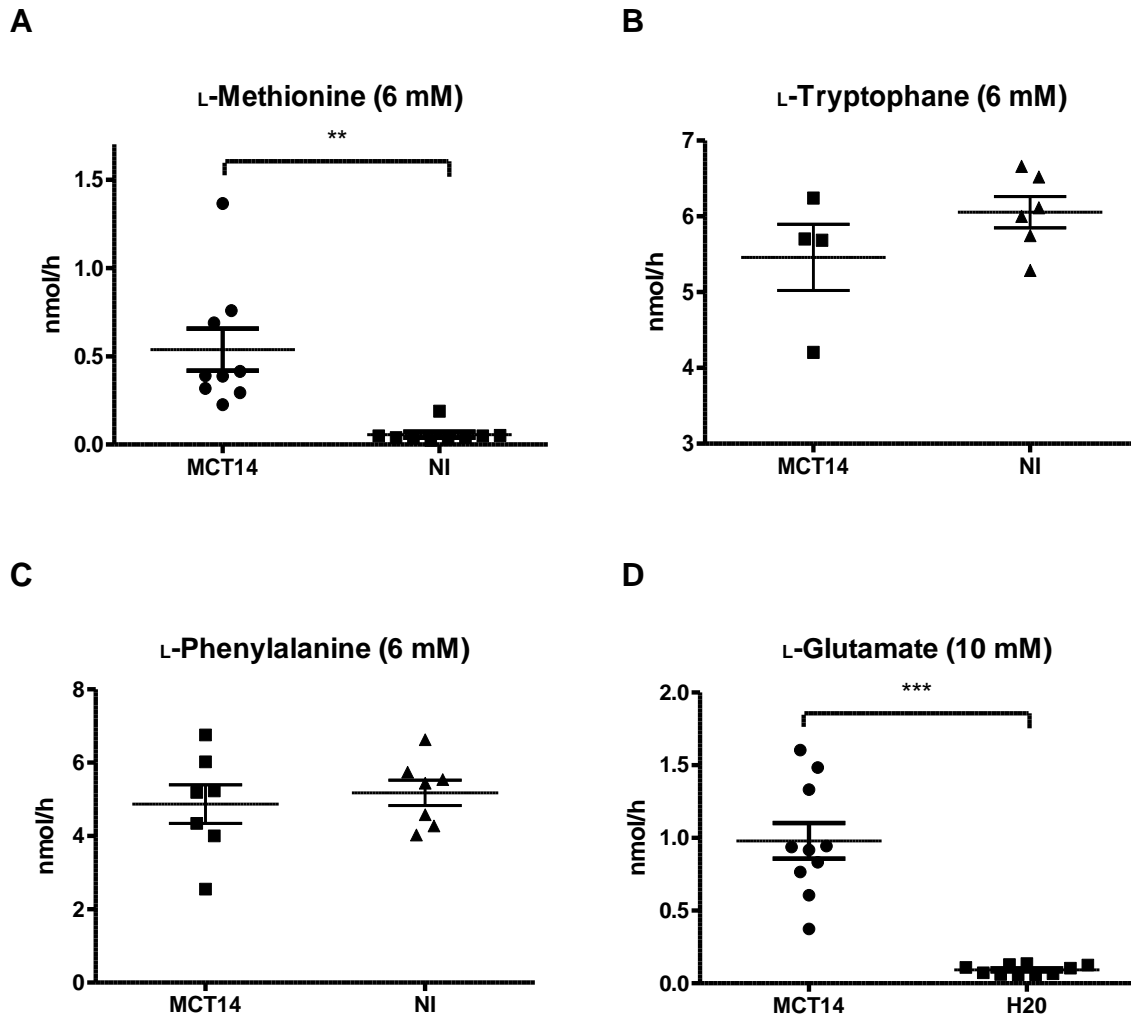 A
B
L-Methionine (6 mM)
**
1.5
1.0
0.5
0.0
nmol/h
MCT14 NI
L-Tryptophane (6 mM)
7
6
5
4
3
nmol/h
MCT14 NI
C
D
L-Phenylalanine (6 mM)
8
6
4
2
0
nmol/h
MCT14 NI
L-Glutamate (10 mM)
***
2.0
1.5
1.0
0.5
0.0
nmol/h
MCT14 H20